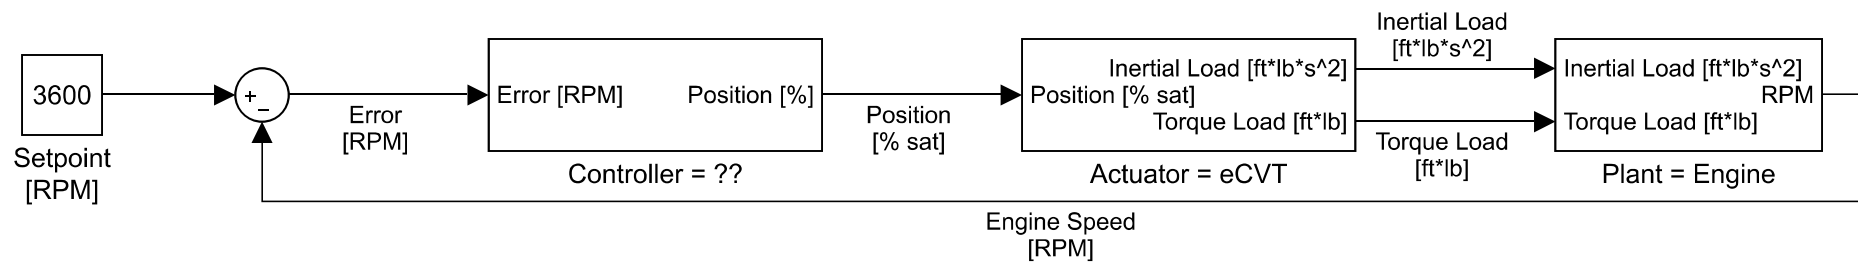 3600
Setpoint
[RPM]
+
−
Error
[RPM]
Error [RPM]
Position [%]
Controller = ??
Position
[% sat]
Inertial Load [ft*lb*s^2]
Position [% sat]
Torque Load [ft*lb]
Actuator = eCVT
Inertial Load
[ft*lb*s^2]
Torque Load
[ft*lb]
Inertial Load [ft*lb*s^2]
RPM
Torque Load [ft*lb]
Plant = Engine
Engine Speed
[RPM]